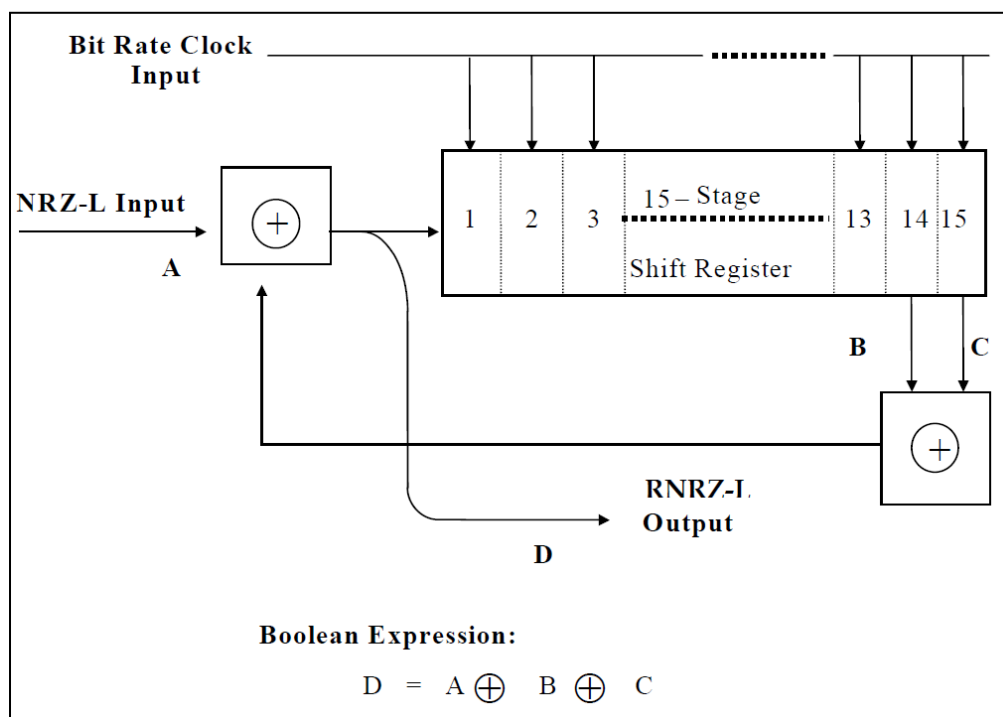 Bit Rate Clock
Input
NRZ-L Input
A
1 2 3 15 – Stage 13 14 15
Shift Register
B C
RNRZ-L
Output
D
Boolean Expression:
D = A ⊕ B ⊕ C